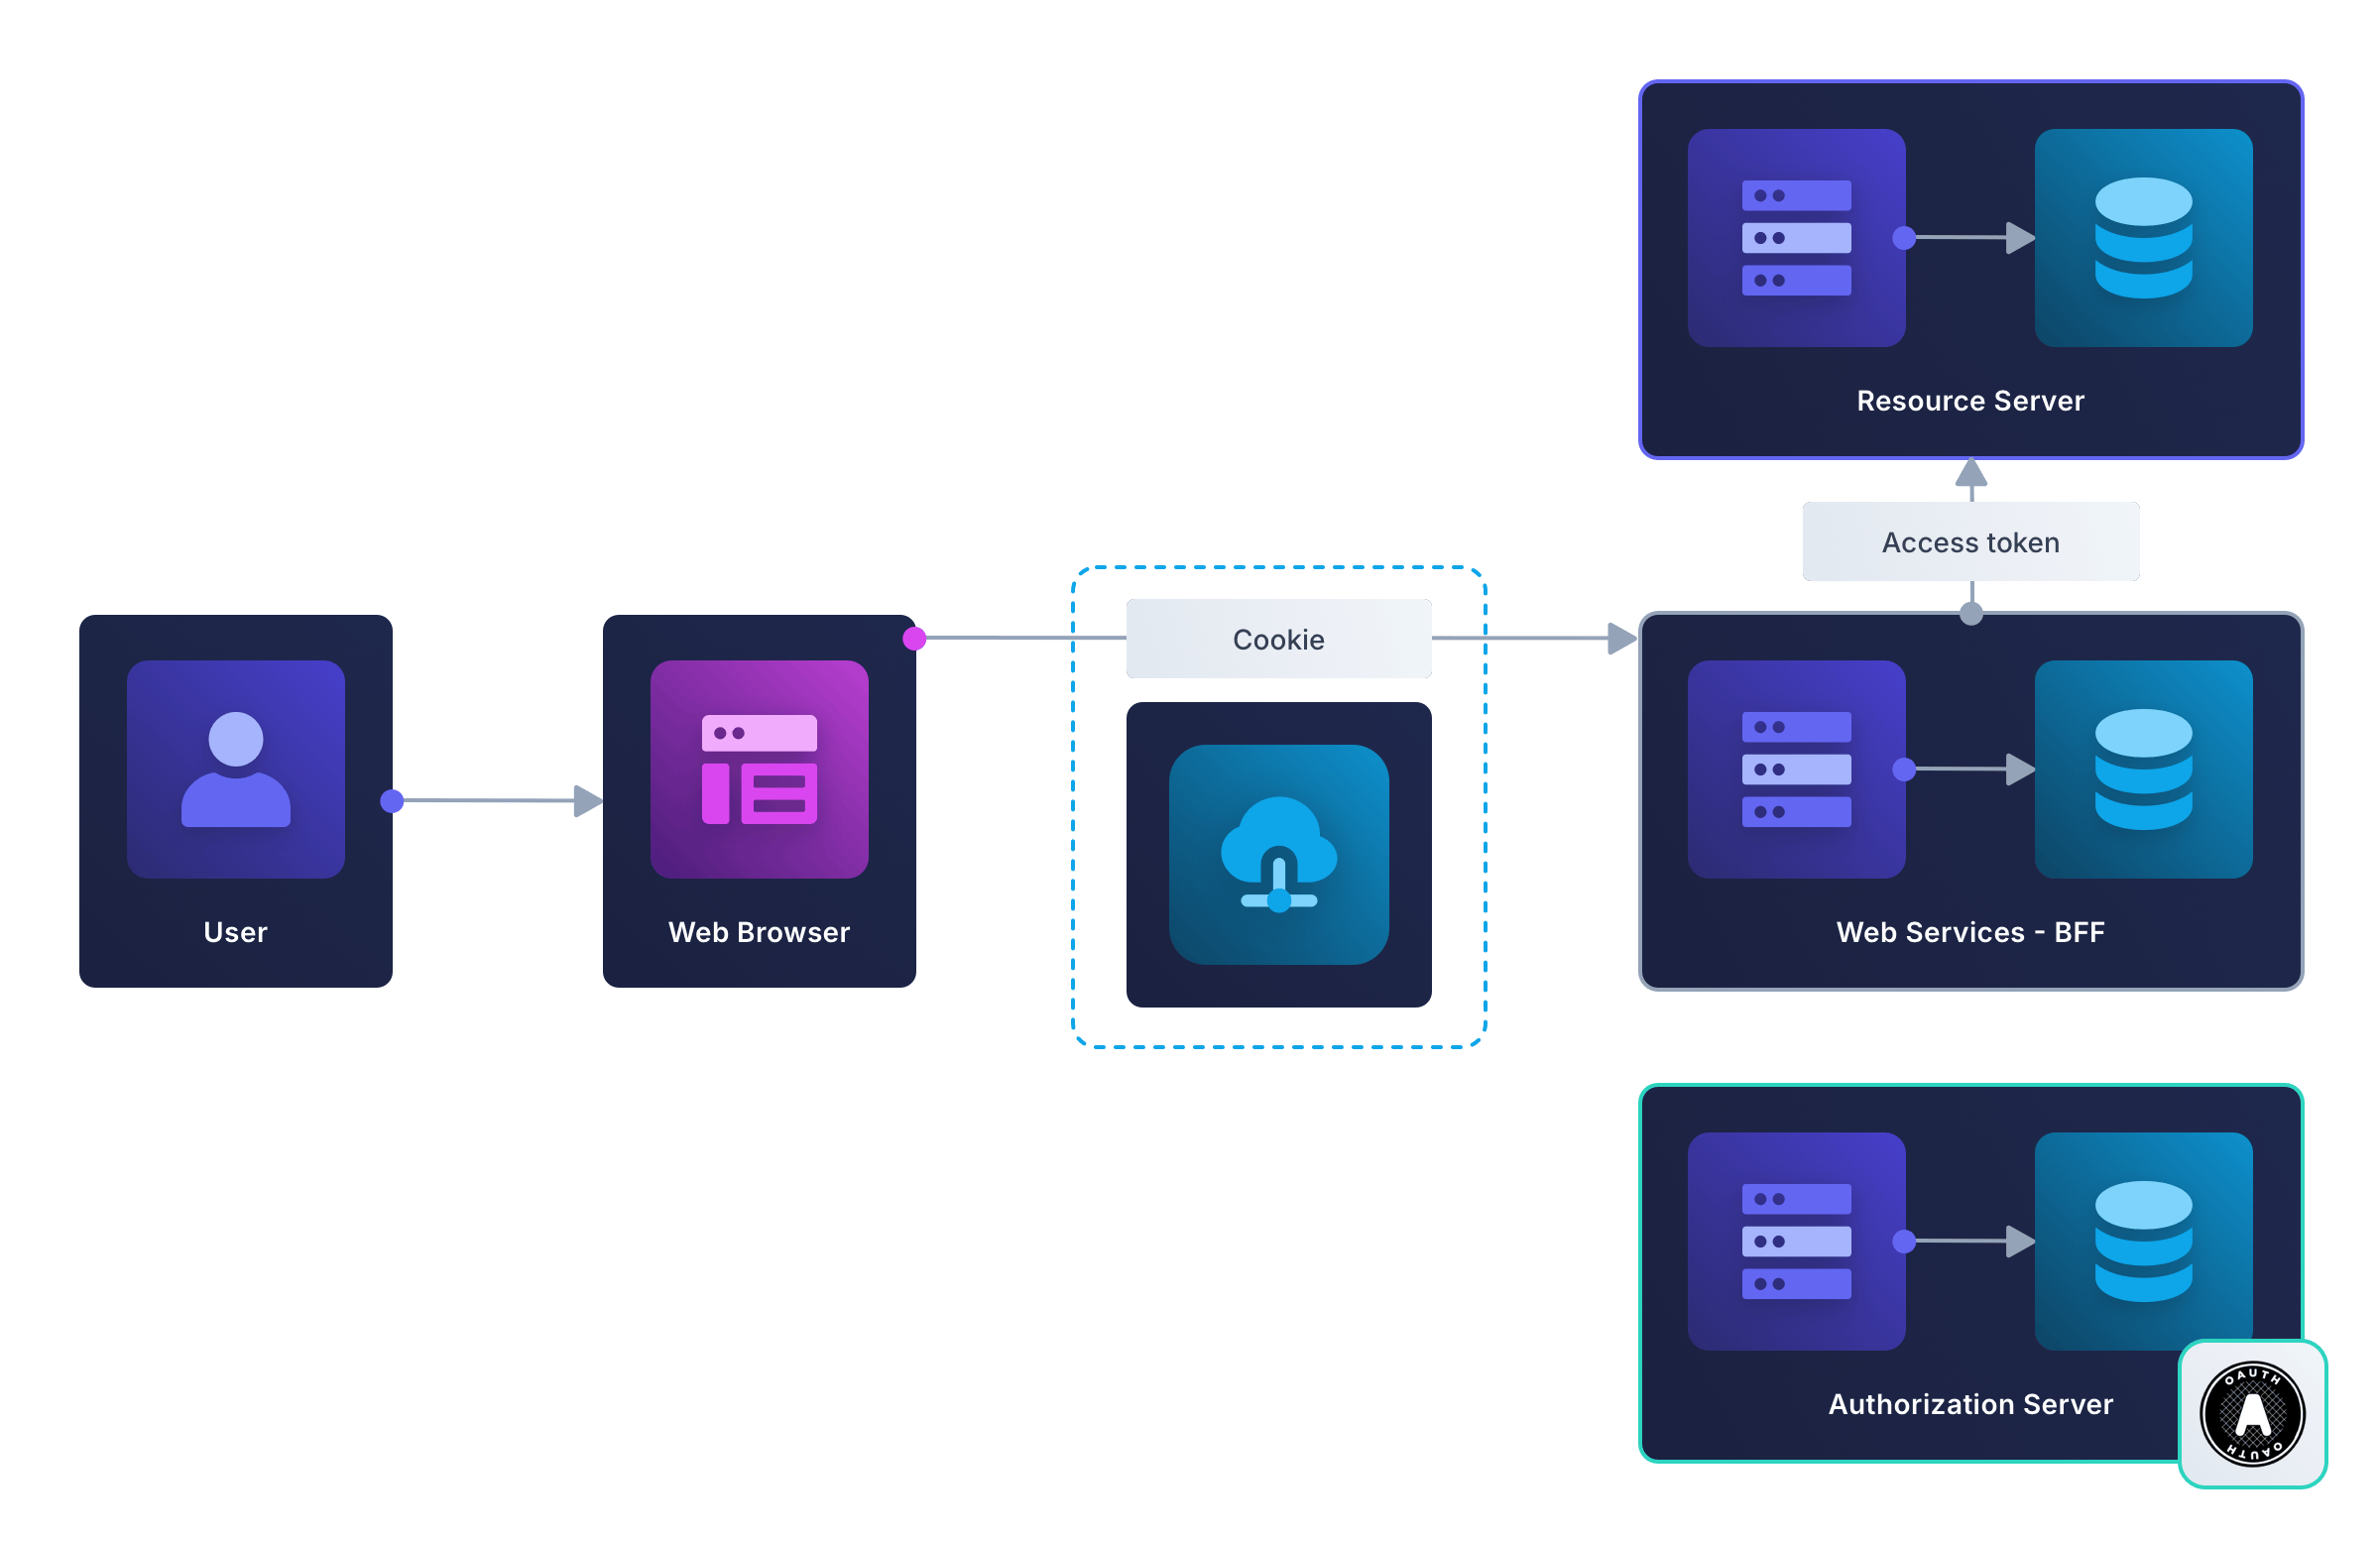 Resource Server
Access token
Cookie
User
Web Browser
Web Services - BFF
Authorization Server
OAUTH
OAUTH